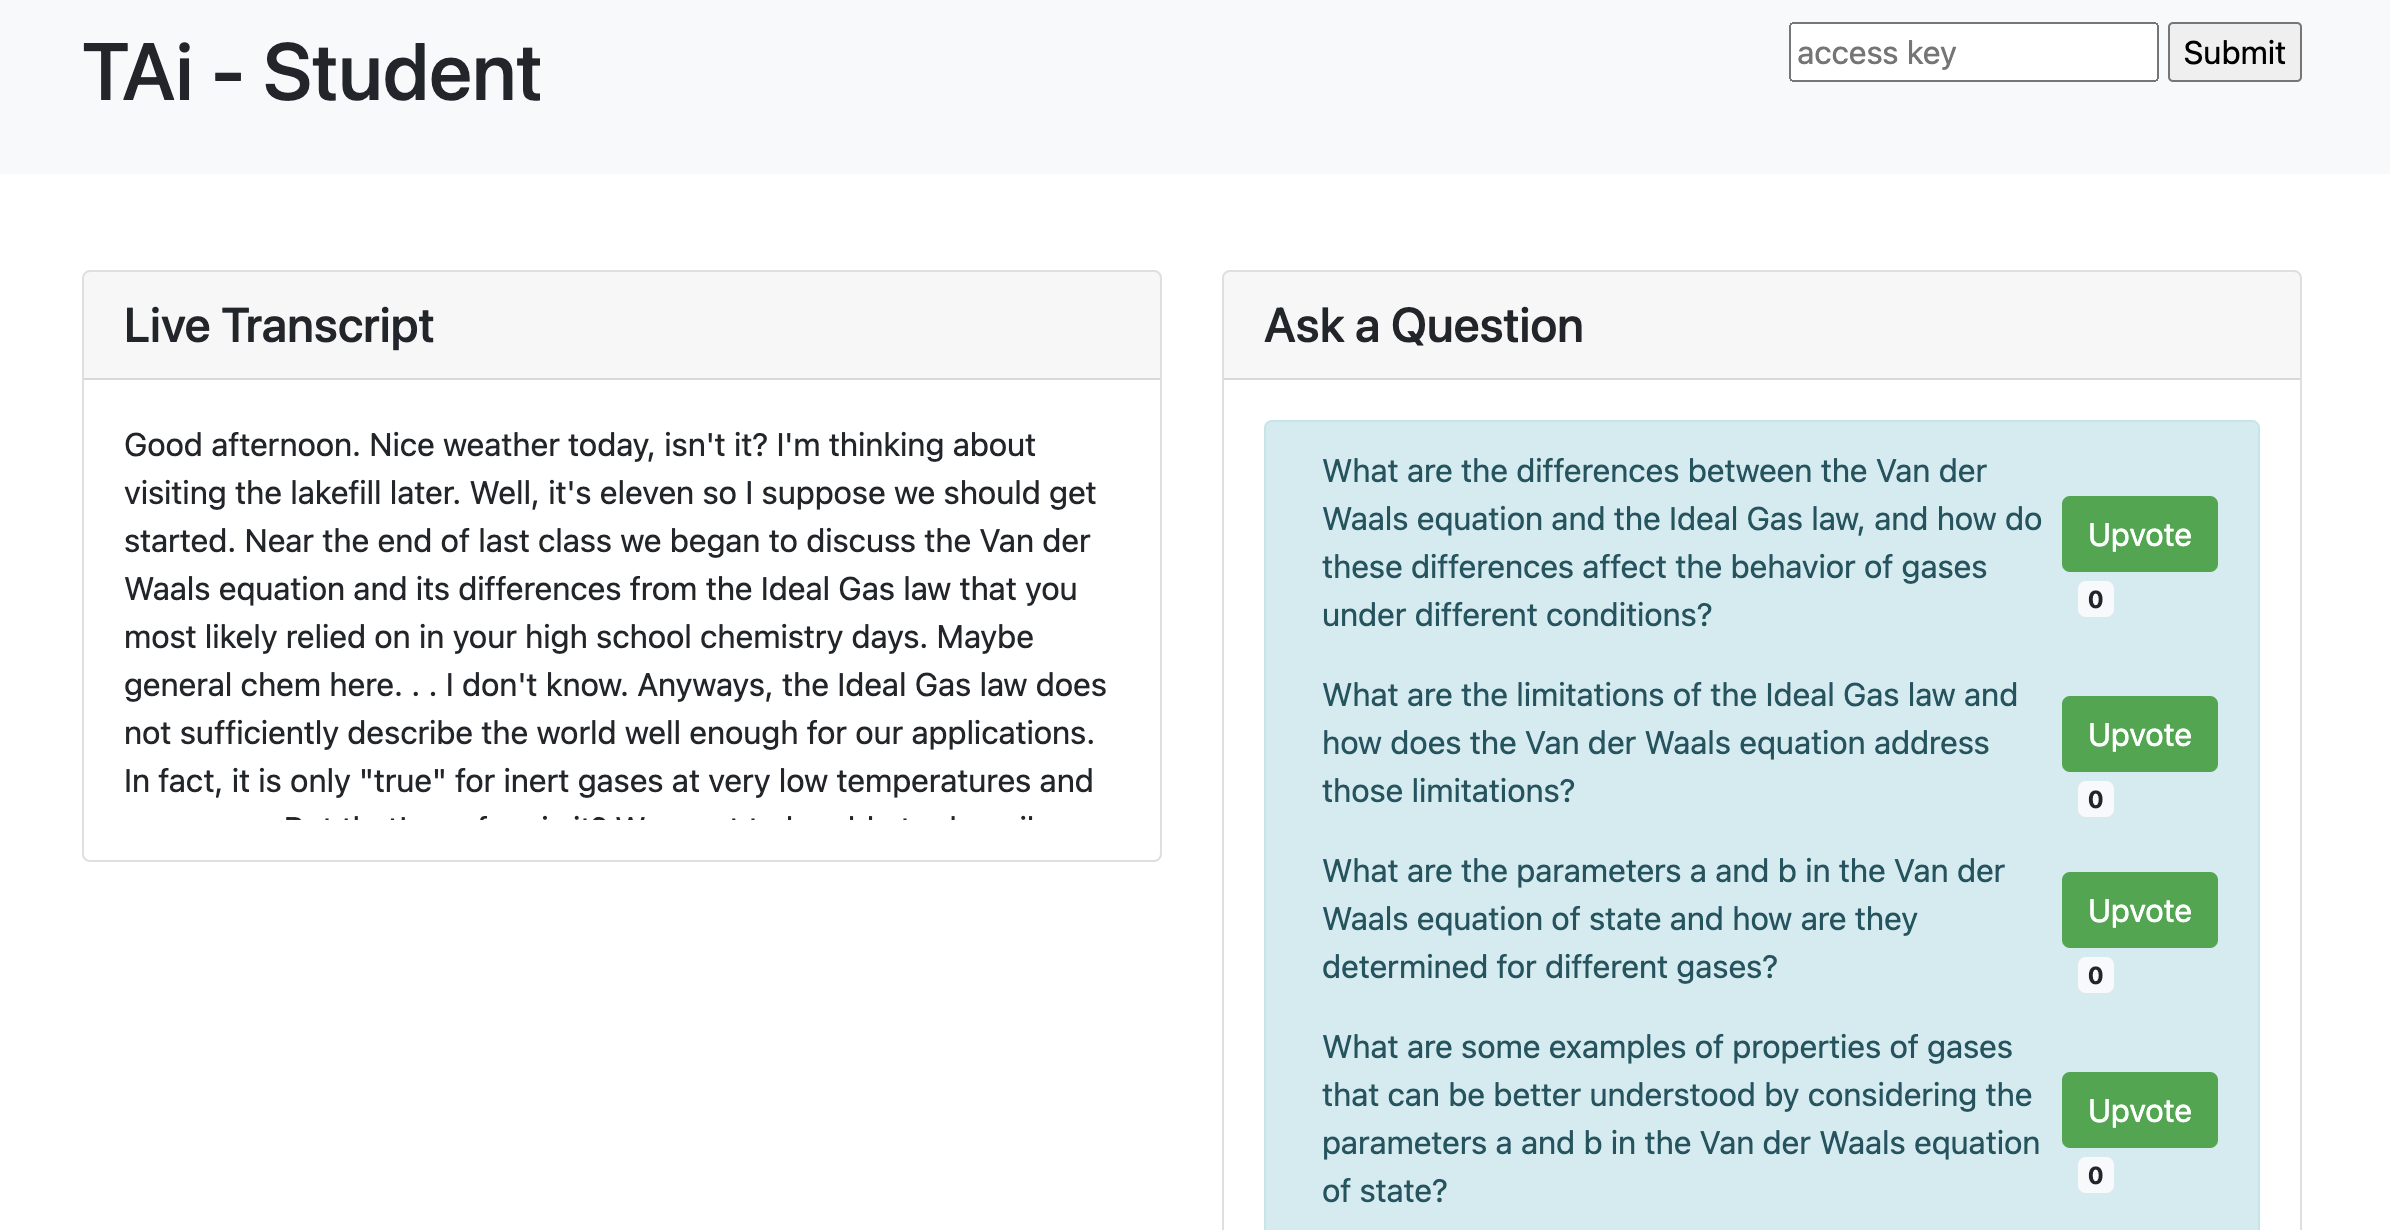 TAi - Student
access key
Submit
Live Transcript
Good afternoon. Nice weather today, isn't it? I'm thinking about
visiting the lakefill later. Well, it's eleven so I suppose we should get
started. Near the end of last class we began to discuss the Van der
Waals equation and its differences from the Ideal Gas law that you
most likely relied on in your high school chemistry days. Maybe
general chem here. . . I don't know. Anyways, the Ideal Gas law does
not sufficiently describe the world well enough for our applications.
In fact, it is only "true" for inert gases at very low temperatures and
Ask a Question
What are the differences between the Van der
Waals equation and the Ideal Gas law, and how do
these differences affect the behavior of gases
under different conditions?
Upvote
0
What are the limitations of the Ideal Gas law and
how does the Van der Waals equation address
those limitations?
Upvote
0
What are the parameters a and b in the Van der
Waals equation of state and how are they
determined for different gases?
Upvote
0
What are some examples of properties of gases
that can be better understood by considering the
parameters a and b in the Van der Waals equation
of state?
Upvote
0